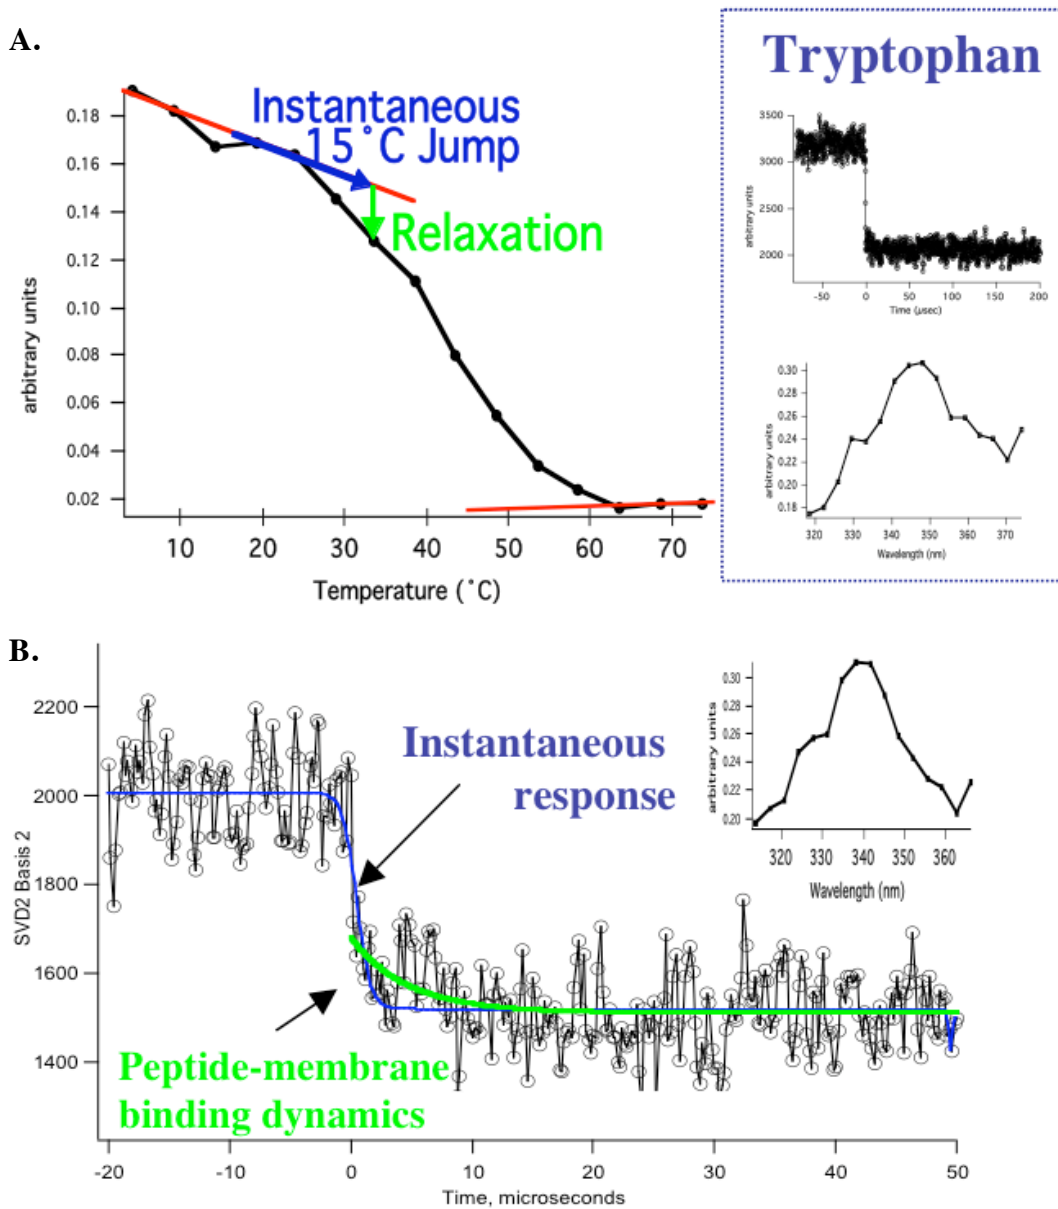 A.
Instantaneous
15˚C Jump
Relaxation
arbitrary units
0.18
0.16
0.14
0.12
0.10
0.08
0.06
0.04
0.02
10 20 30 40 50 60 70
Temperature (˚C)
Tryptophan
arbitrary units
3500
3000
2500
2000
-50 0 50 100 150 200
Time (μsec)
arbitrary units
0.30
0.28
0.26
0.24
0.22
0.20
0.18
320 330 340 350 360 370
Wavelength (nm)
B.
SVD2 Basis 2
2200
2000
1800
1600
1400
Instantaneous
response
Peptide-membrane
binding dynamics
-20 -10 0 10 20 30 40 50
Time, microseconds
arbitrary units
0.30
0.28
0.26
0.24
0.22
0.20
320 330 340 350 360
Wavelength (nm)